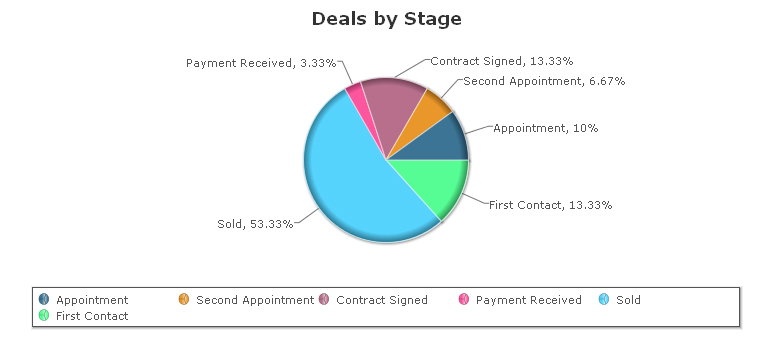 Deals by Stage
Payment Received, 3.33%
Contract Signed, 13.33%
Second Appointment, 6.67%
Appointment, 10%
First Contact, 13.33%
Sold, 53.33%
Appointment
Second Appointment
Contract Signed
Payment Received
Sold
First Contact